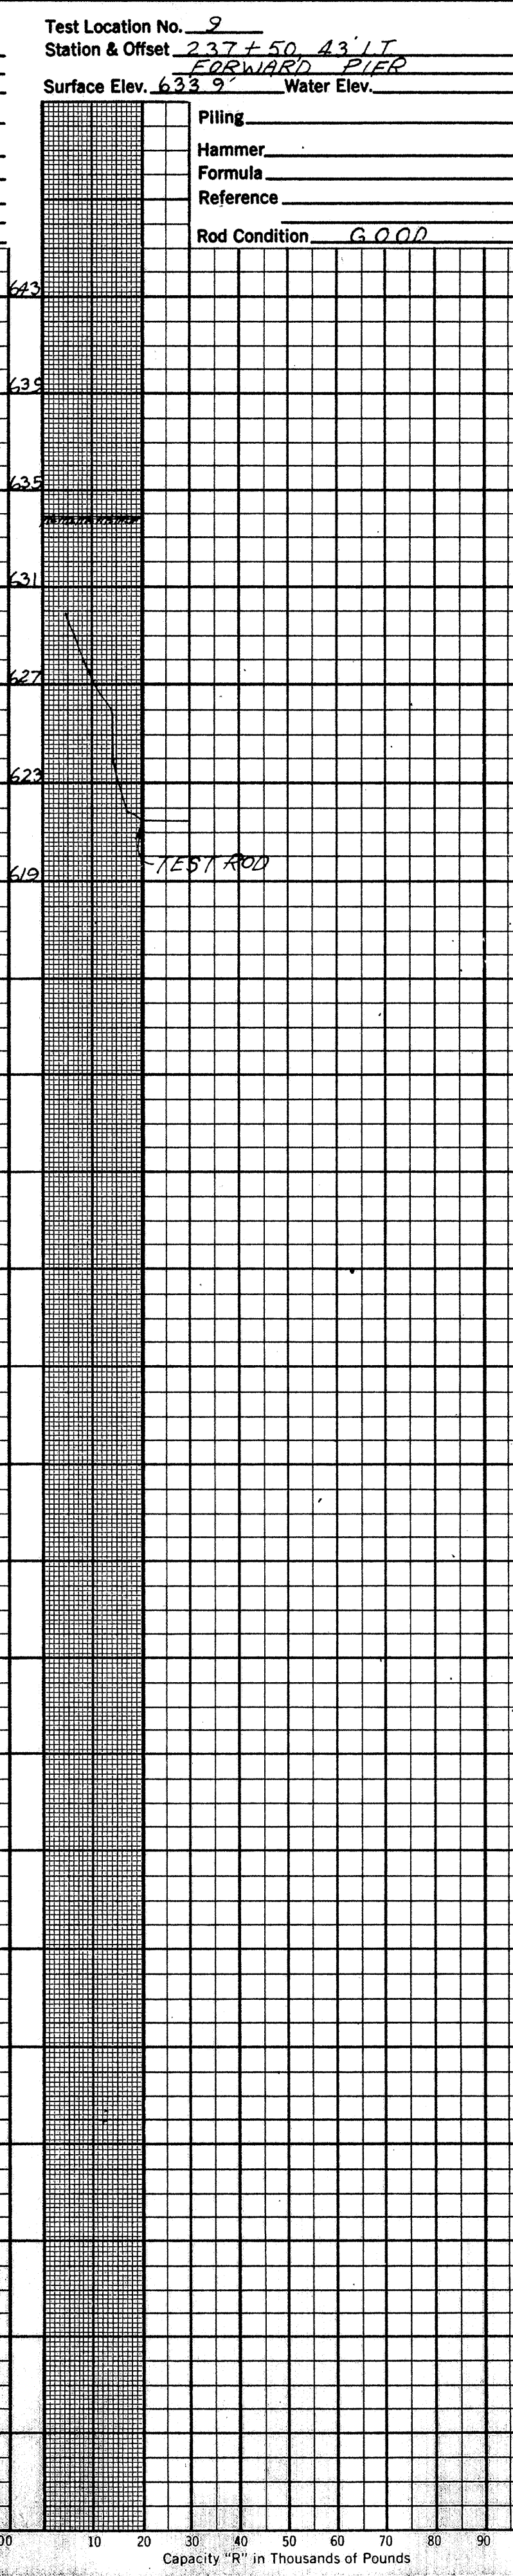 Test Location No. 9
Station & Offset 237+50, 43' LT
FORWARD PIER
Surface Elev. 633.9' Water Elev.
Piling
Hammer
Formula
Reference
Rod Condition GOOD
643
639
635
631
627
623
TEST ROD
619
00 10 20 30 40 50 60 70 80 90
Capacity "R" in Thousands of Pounds